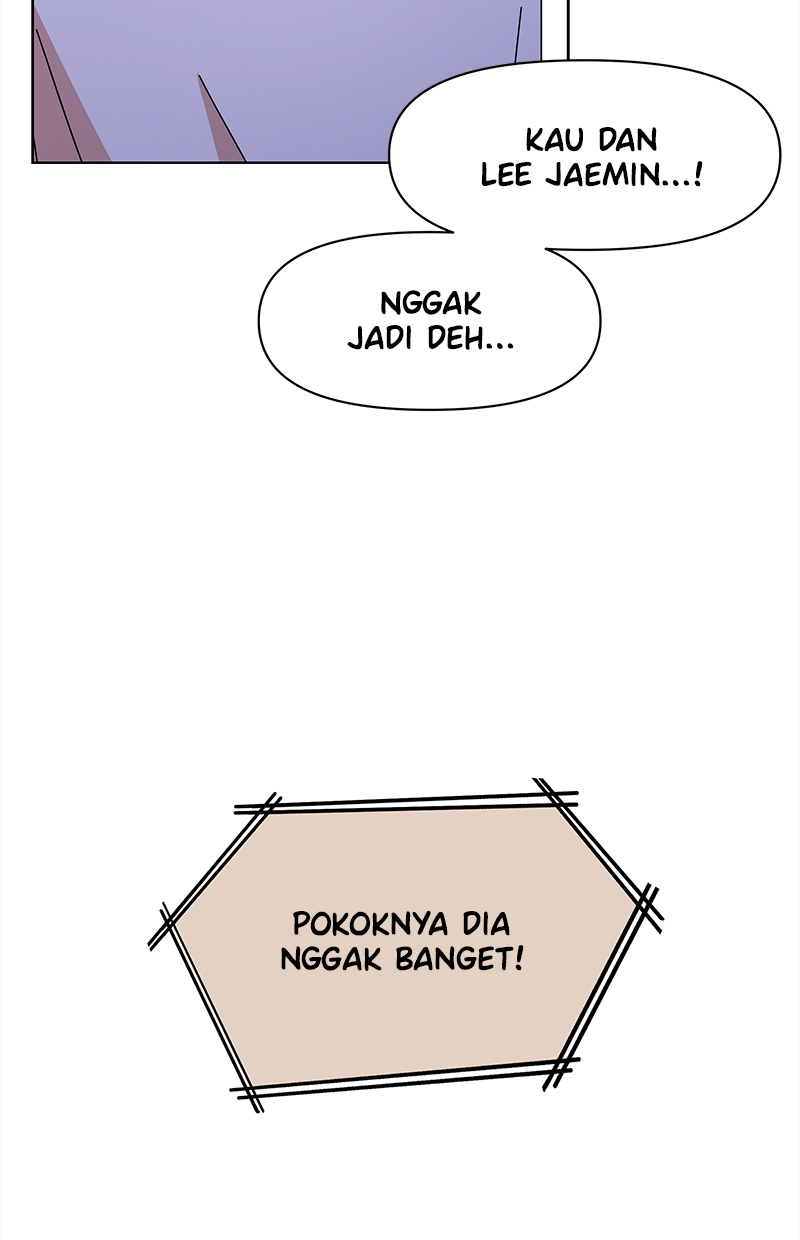 KAU DAN
LEE JAEMIN...!
NGGAK
JADI DEH...
POKOKNYA DIA
NGGAK BANGET!